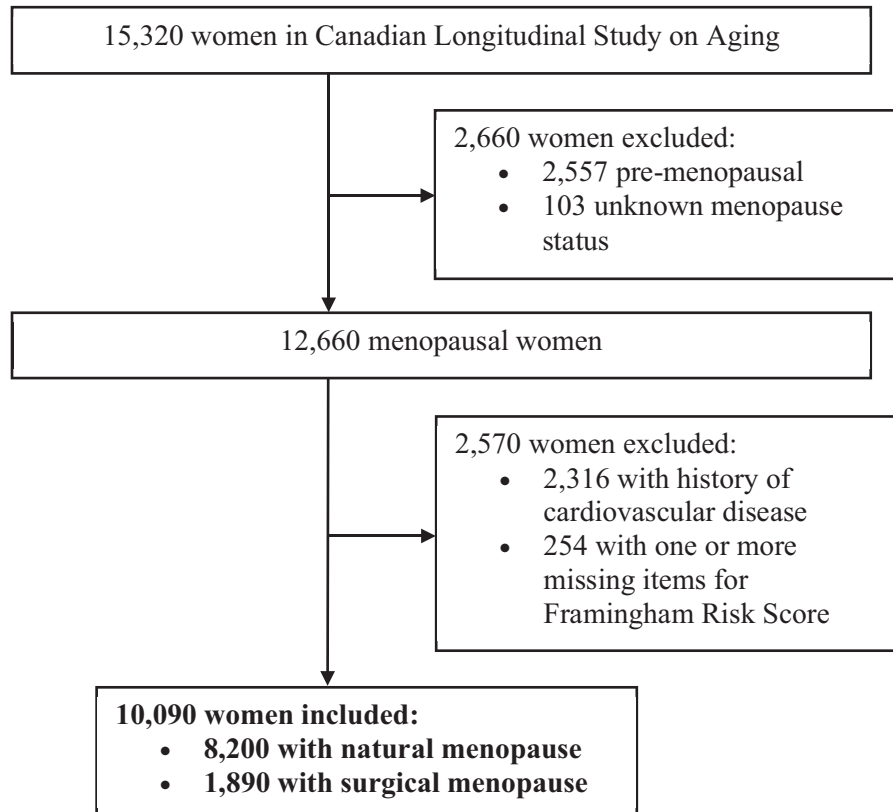 15,320 women in Canadian Longitudinal Study on Aging
2,660 women excluded:
• 2,557 pre-menopausal
• 103 unknown menopause
status
12,660 menopausal women
2,570 women excluded:
• 2,316 with history of
cardiovascular disease
• 254 with one or more
missing items for
Framingham Risk Score
10,090 women included:
• 8,200 with natural menopause
• 1,890 with surgical menopause